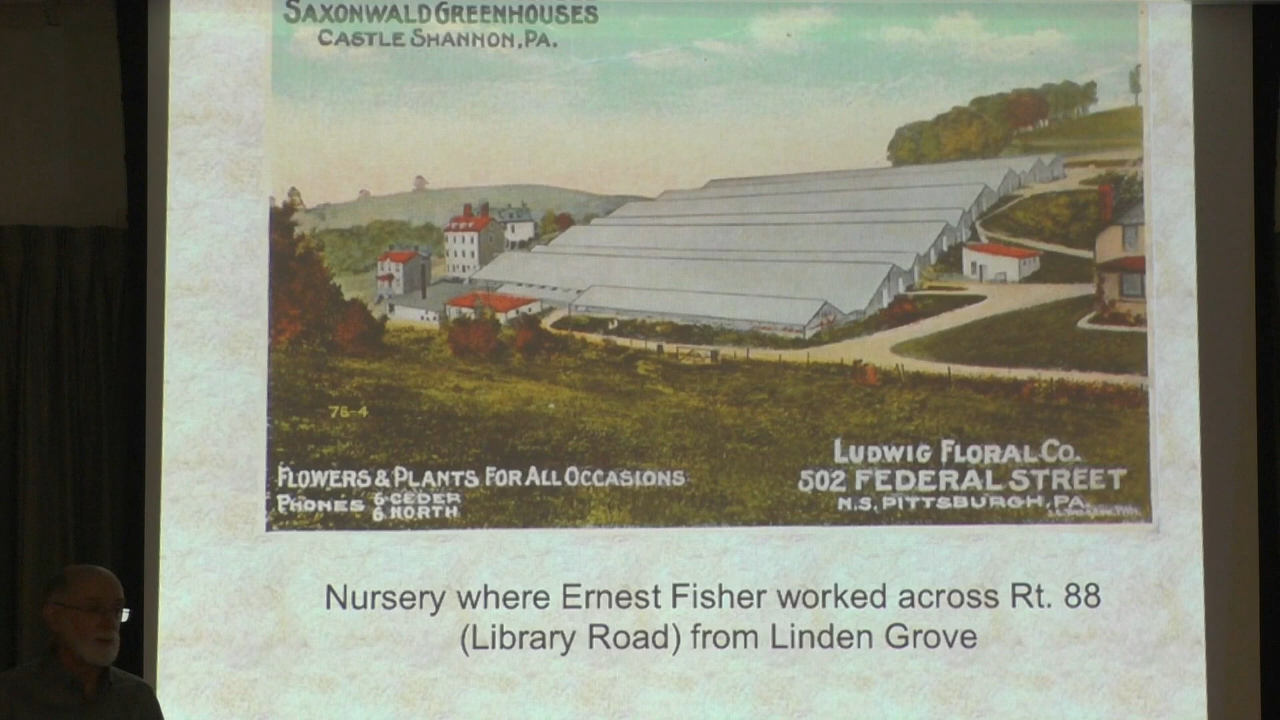 SAXONWALD GREENHOUSES
CASTLE SHANNON, PA.
76-4
FLOWERS & PLANTS FOR ALL OCCASIONS
PHONES 6 CEDER
6 NORTH
LUDWIG FLORAL CO.
502 FEDERAL STREET
N.S. PITTSBURGH, PA.
Nursery where Ernest Fisher worked across Rt. 88
(Library Road) from Linden Grove